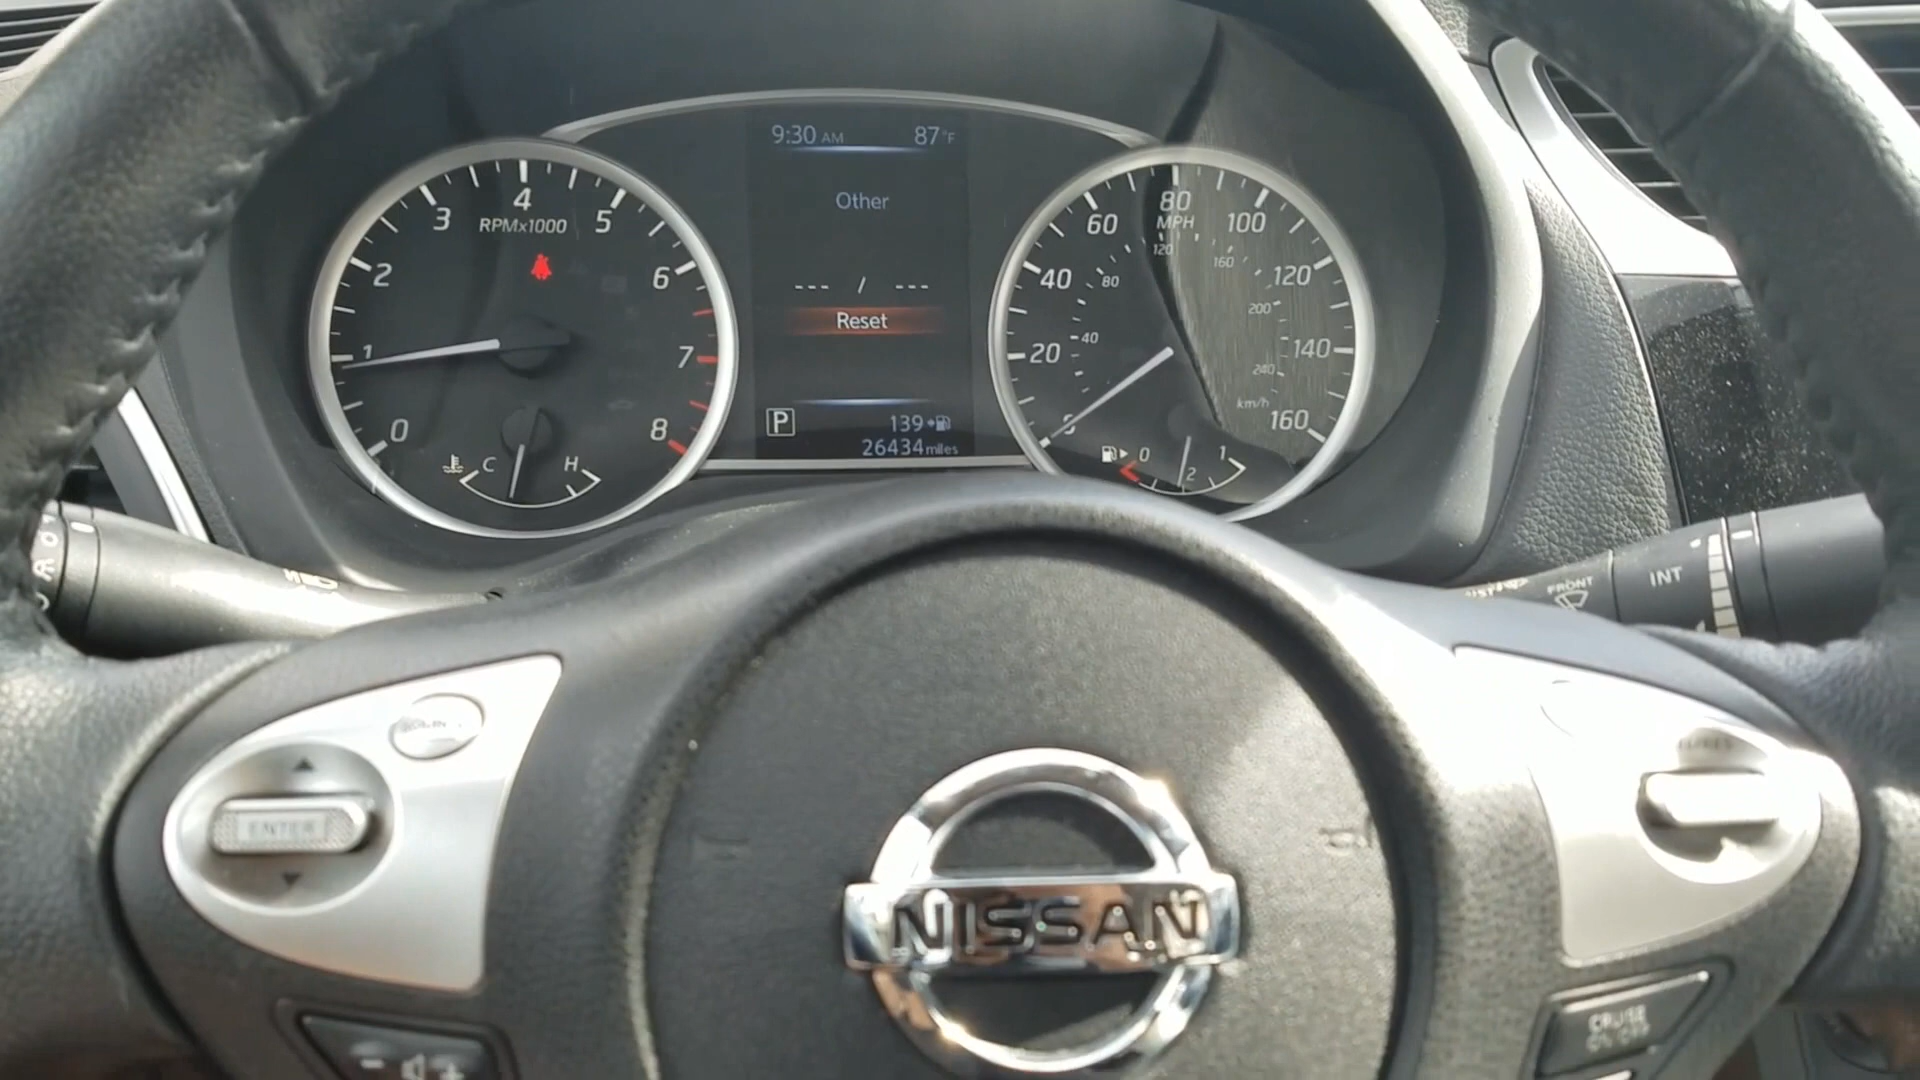 9:30 AM 87°F
Other
--- / ---
Reset
P 139
26434 miles
0
1
2
3
4
5
6
7
8
RPMx1000
C H
20
40
60
80
100
120
140
160
MPH
40
80
120
160
200
240
km/h
0 1/2 1
FRONT
INT
ENTER
NISSAN
CRUISE
ON/OFF
- +